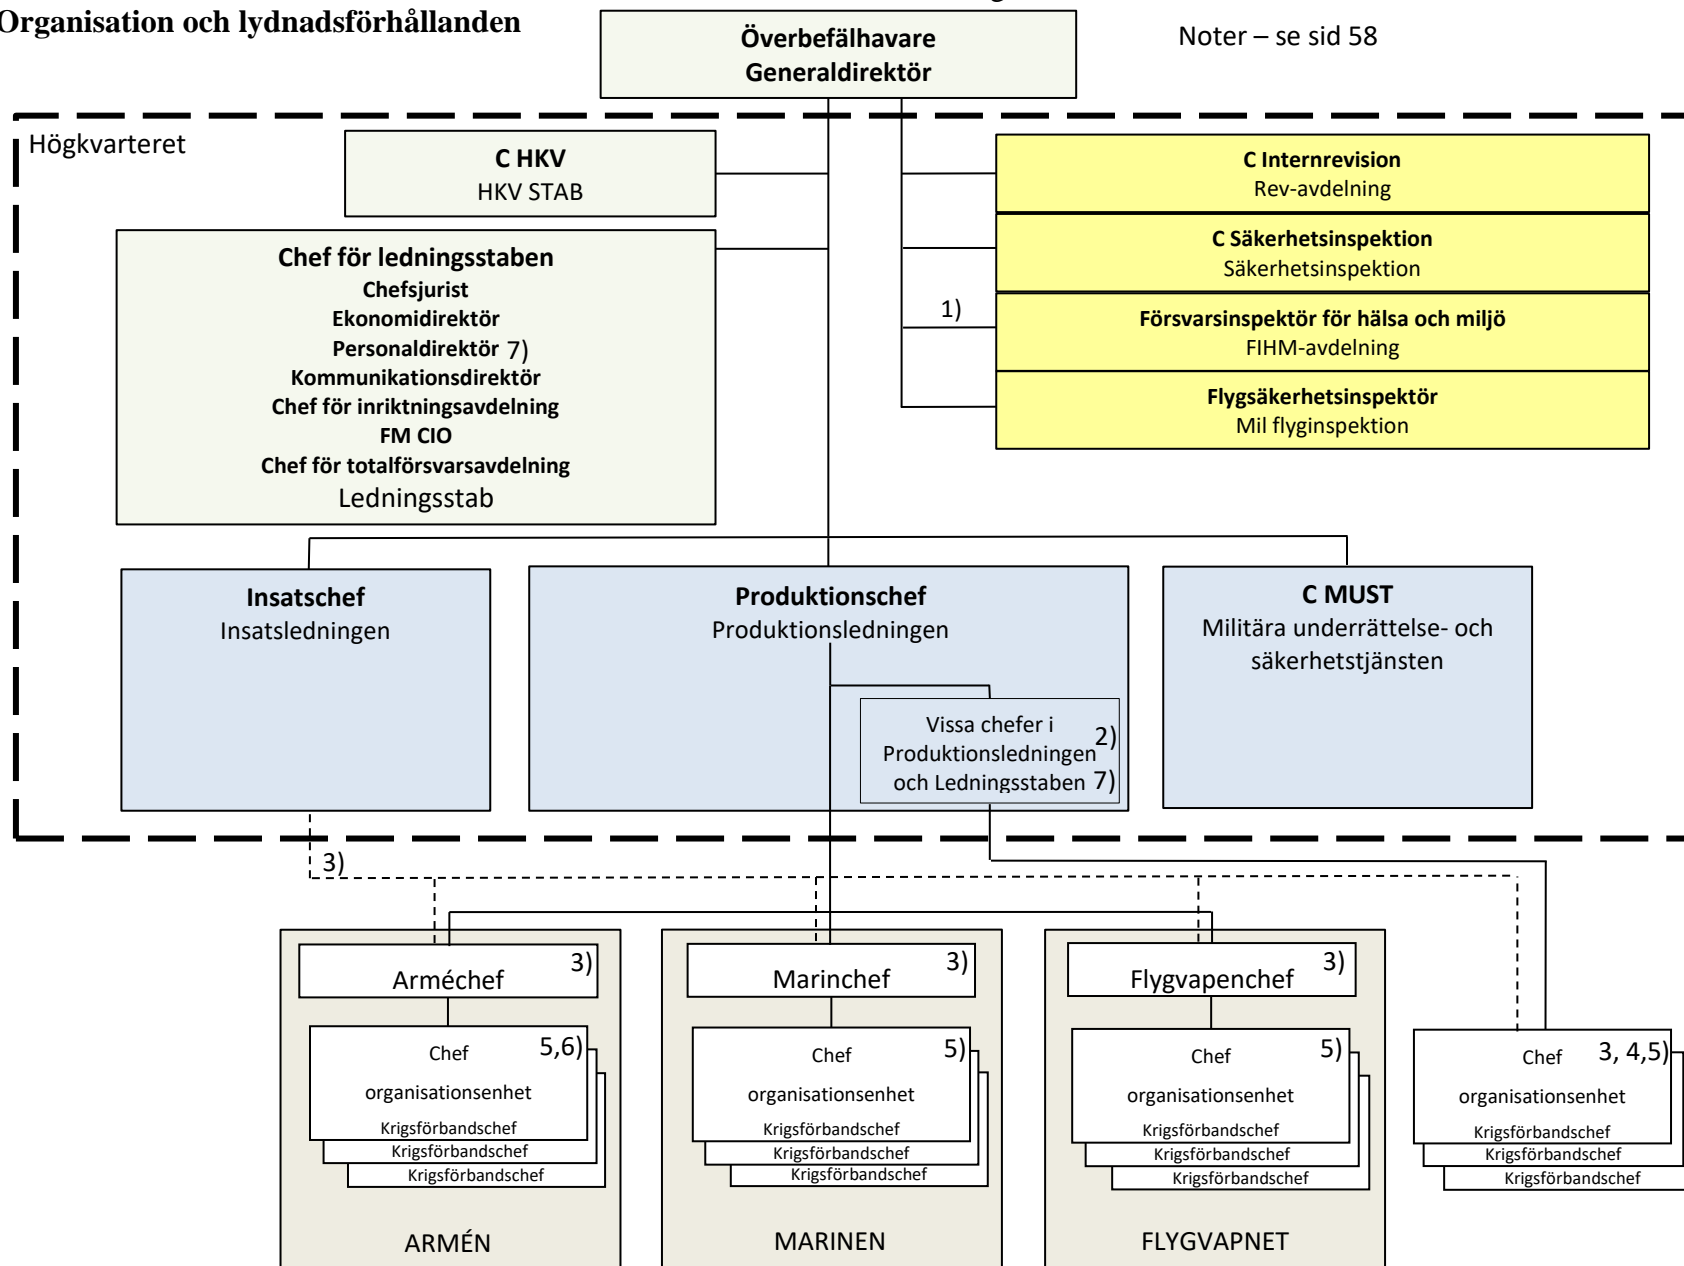 Organisation och lydnadsförhållanden
Överbefälhavare
Generaldirektör
Noter – se sid 58
Högkvarteret
C HKV
HKV STAB
C Internrevision
Rev-avdelning
C Säkerhetsinspektion
Säkerhetsinspektion
1)
Försvarsinspektör för hälsa och miljö
FIHM-avdelning
Flygsäkerhetsinspektör
Mil flyginspektion
Chef för ledningsstaben
Chefsjurist
Ekonomidirektör
Personaldirektör 7)
Kommunikationsdirektör
Chef för inriktningsavdelning
FM CIO
Chef för totalförsvarsavdelning
Ledningsstab
Insatschef
Insatsledningen
Produktionschef
Produktionsledningen
Vissa chefer i
Produktionsledningen 2)
och Ledningsstaben 7)
C MUST
Militära underrättelse- och
säkerhetstjänsten
3)
Arméchef 3)
Chef 5,6)
organisationsenhet
Krigsförbandschef
Krigsförbandschef
Krigsförbandschef
ARMÉN
Marinchef 3)
Chef 5)
organisationsenhet
Krigsförbandschef
Krigsförbandschef
Krigsförbandschef
MARINEN
Flygvapenchef 3)
Chef 5)
organisationsenhet
Krigsförbandschef
Krigsförbandschef
Krigsförbandschef
FLYGVAPNET
Chef 3, 4,5)
organisationsenhet
Krigsförbandschef
Krigsförbandschef
Krigsförbandschef